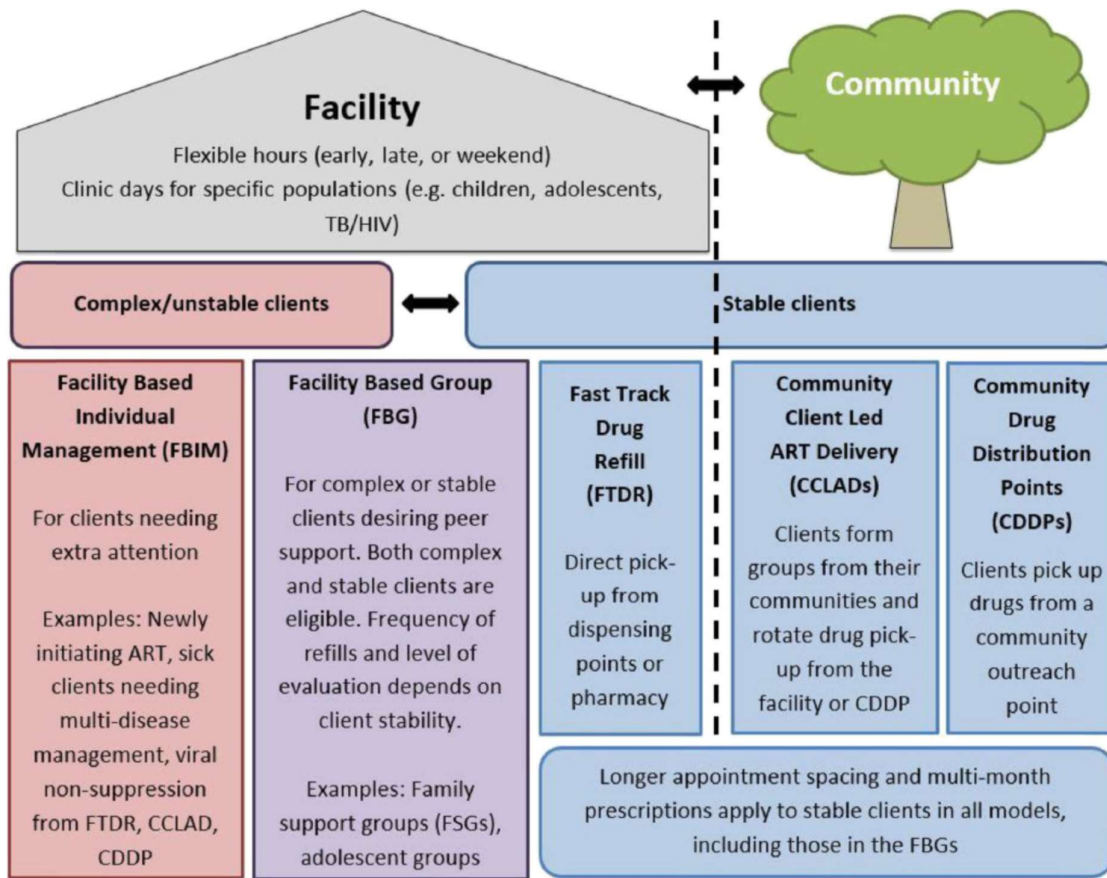 Facility
Flexible hours (early, late, or weekend)
Clinic days for specific populations (e.g. children, adolescents,
TB/HIV)
Community
Complex/unstable clients
Stable clients
Facility Based
Individual
Management (FBIM)
For clients needing
extra attention
Examples: Newly
initiating ART, sick
clients needing
multi-disease
management, viral
non-suppression
from FTDR, CCLAD,
CDDP
Facility Based Group
(FBG)
For complex or stable
clients desiring peer
support. Both complex
and stable clients are
eligible. Frequency of
refills and level of
evaluation depends on
client stability.
Examples: Family
support groups (FSGs),
adolescent groups
Fast Track
Drug
Refill
(FTDR)
Direct pick-
up from
dispensing
points or
pharmacy
Community
Client Led
ART Delivery
(CCLADs)
Clients form
groups from their
communities and
rotate drug pick-
up from the
facility or CDDP
Community
Drug
Distribution
Points
(CDDPs)
Clients pick up
drugs from a
community
outreach
point
Longer appointment spacing and multi-month
prescriptions apply to stable clients in all models,
including those in the FBGs